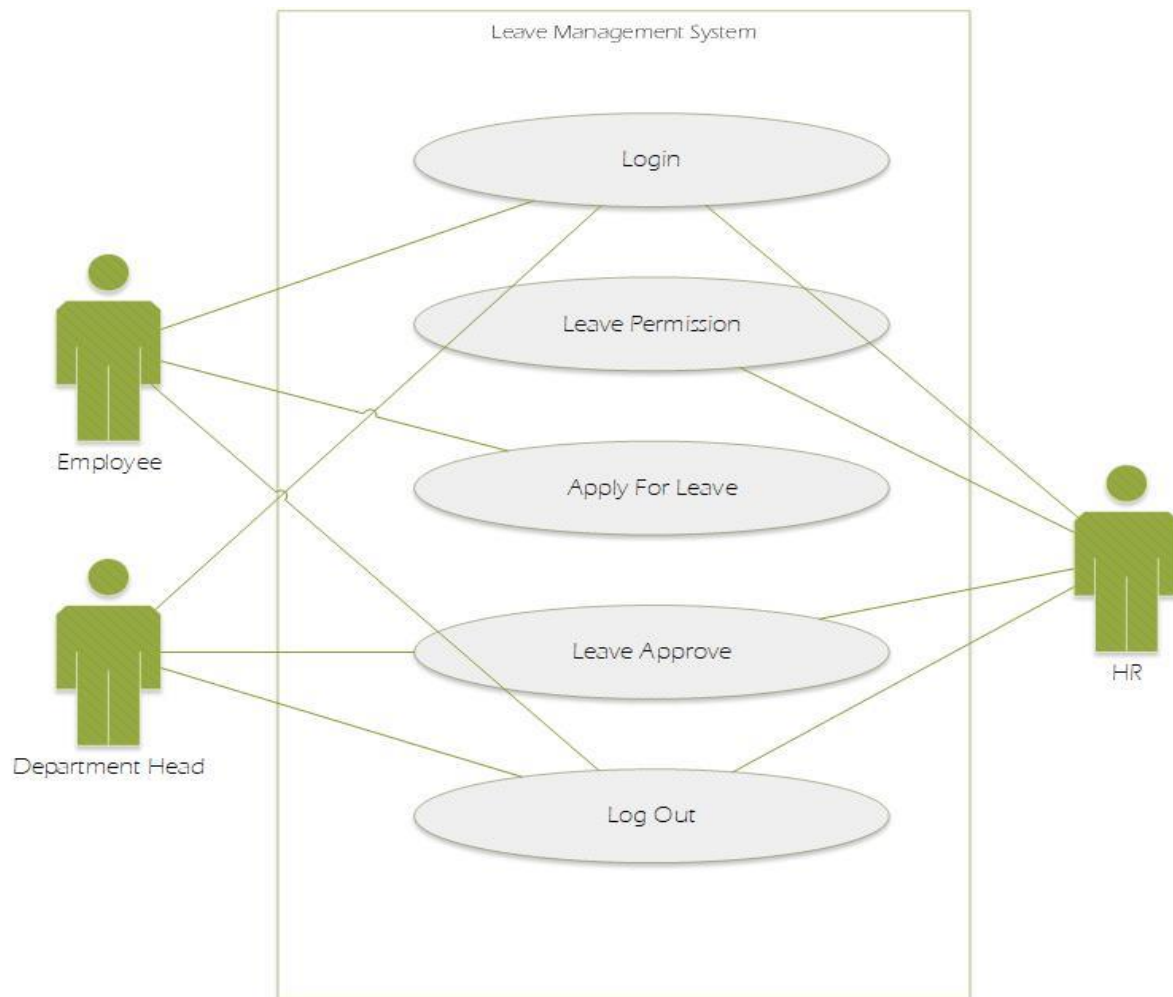 Leave Management System
Login
Leave Permission
Employee
Apply For Leave
Leave Approve
HR
Department Head
Log Out